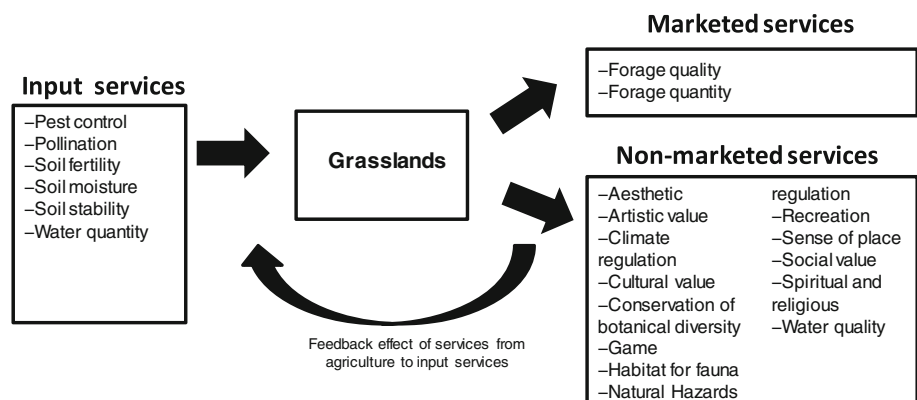 Input services
–Pest control
–Pollination
–Soil fertility
–Soil moisture
–Soil stability
–Water quantity
Grasslands
Marketed services
–Forage quality
–Forage quantity
Non-marketed services
–Aesthetic
–Artistic value
–Climate
regulation
–Cultural value
–Conservation of
botanical diversity
–Game
–Habitat for fauna
–Natural Hazards
regulation
–Recreation
–Sense of place
–Social value
–Spiritual and
religious
–Water quality
Feedback effect of services from
agriculture to input services